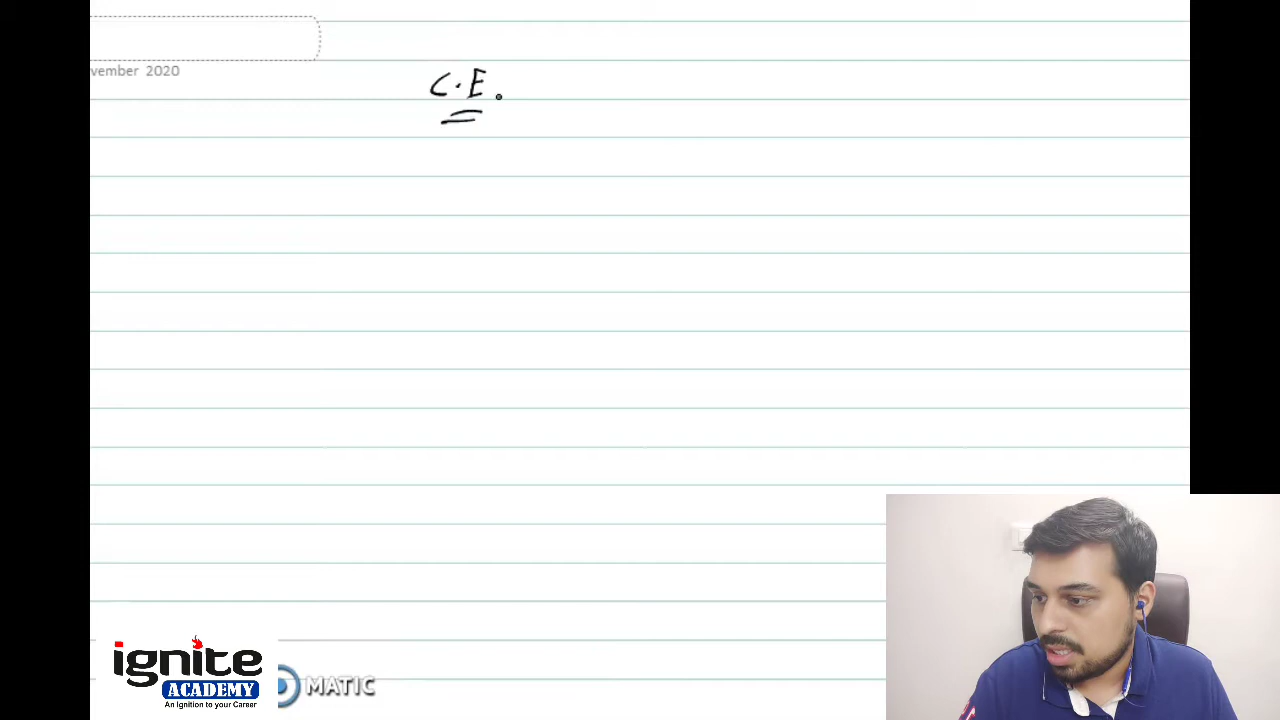 vember 2020
C.E.
ignite
ACADEMY
An Ignition to your Career
MATIC